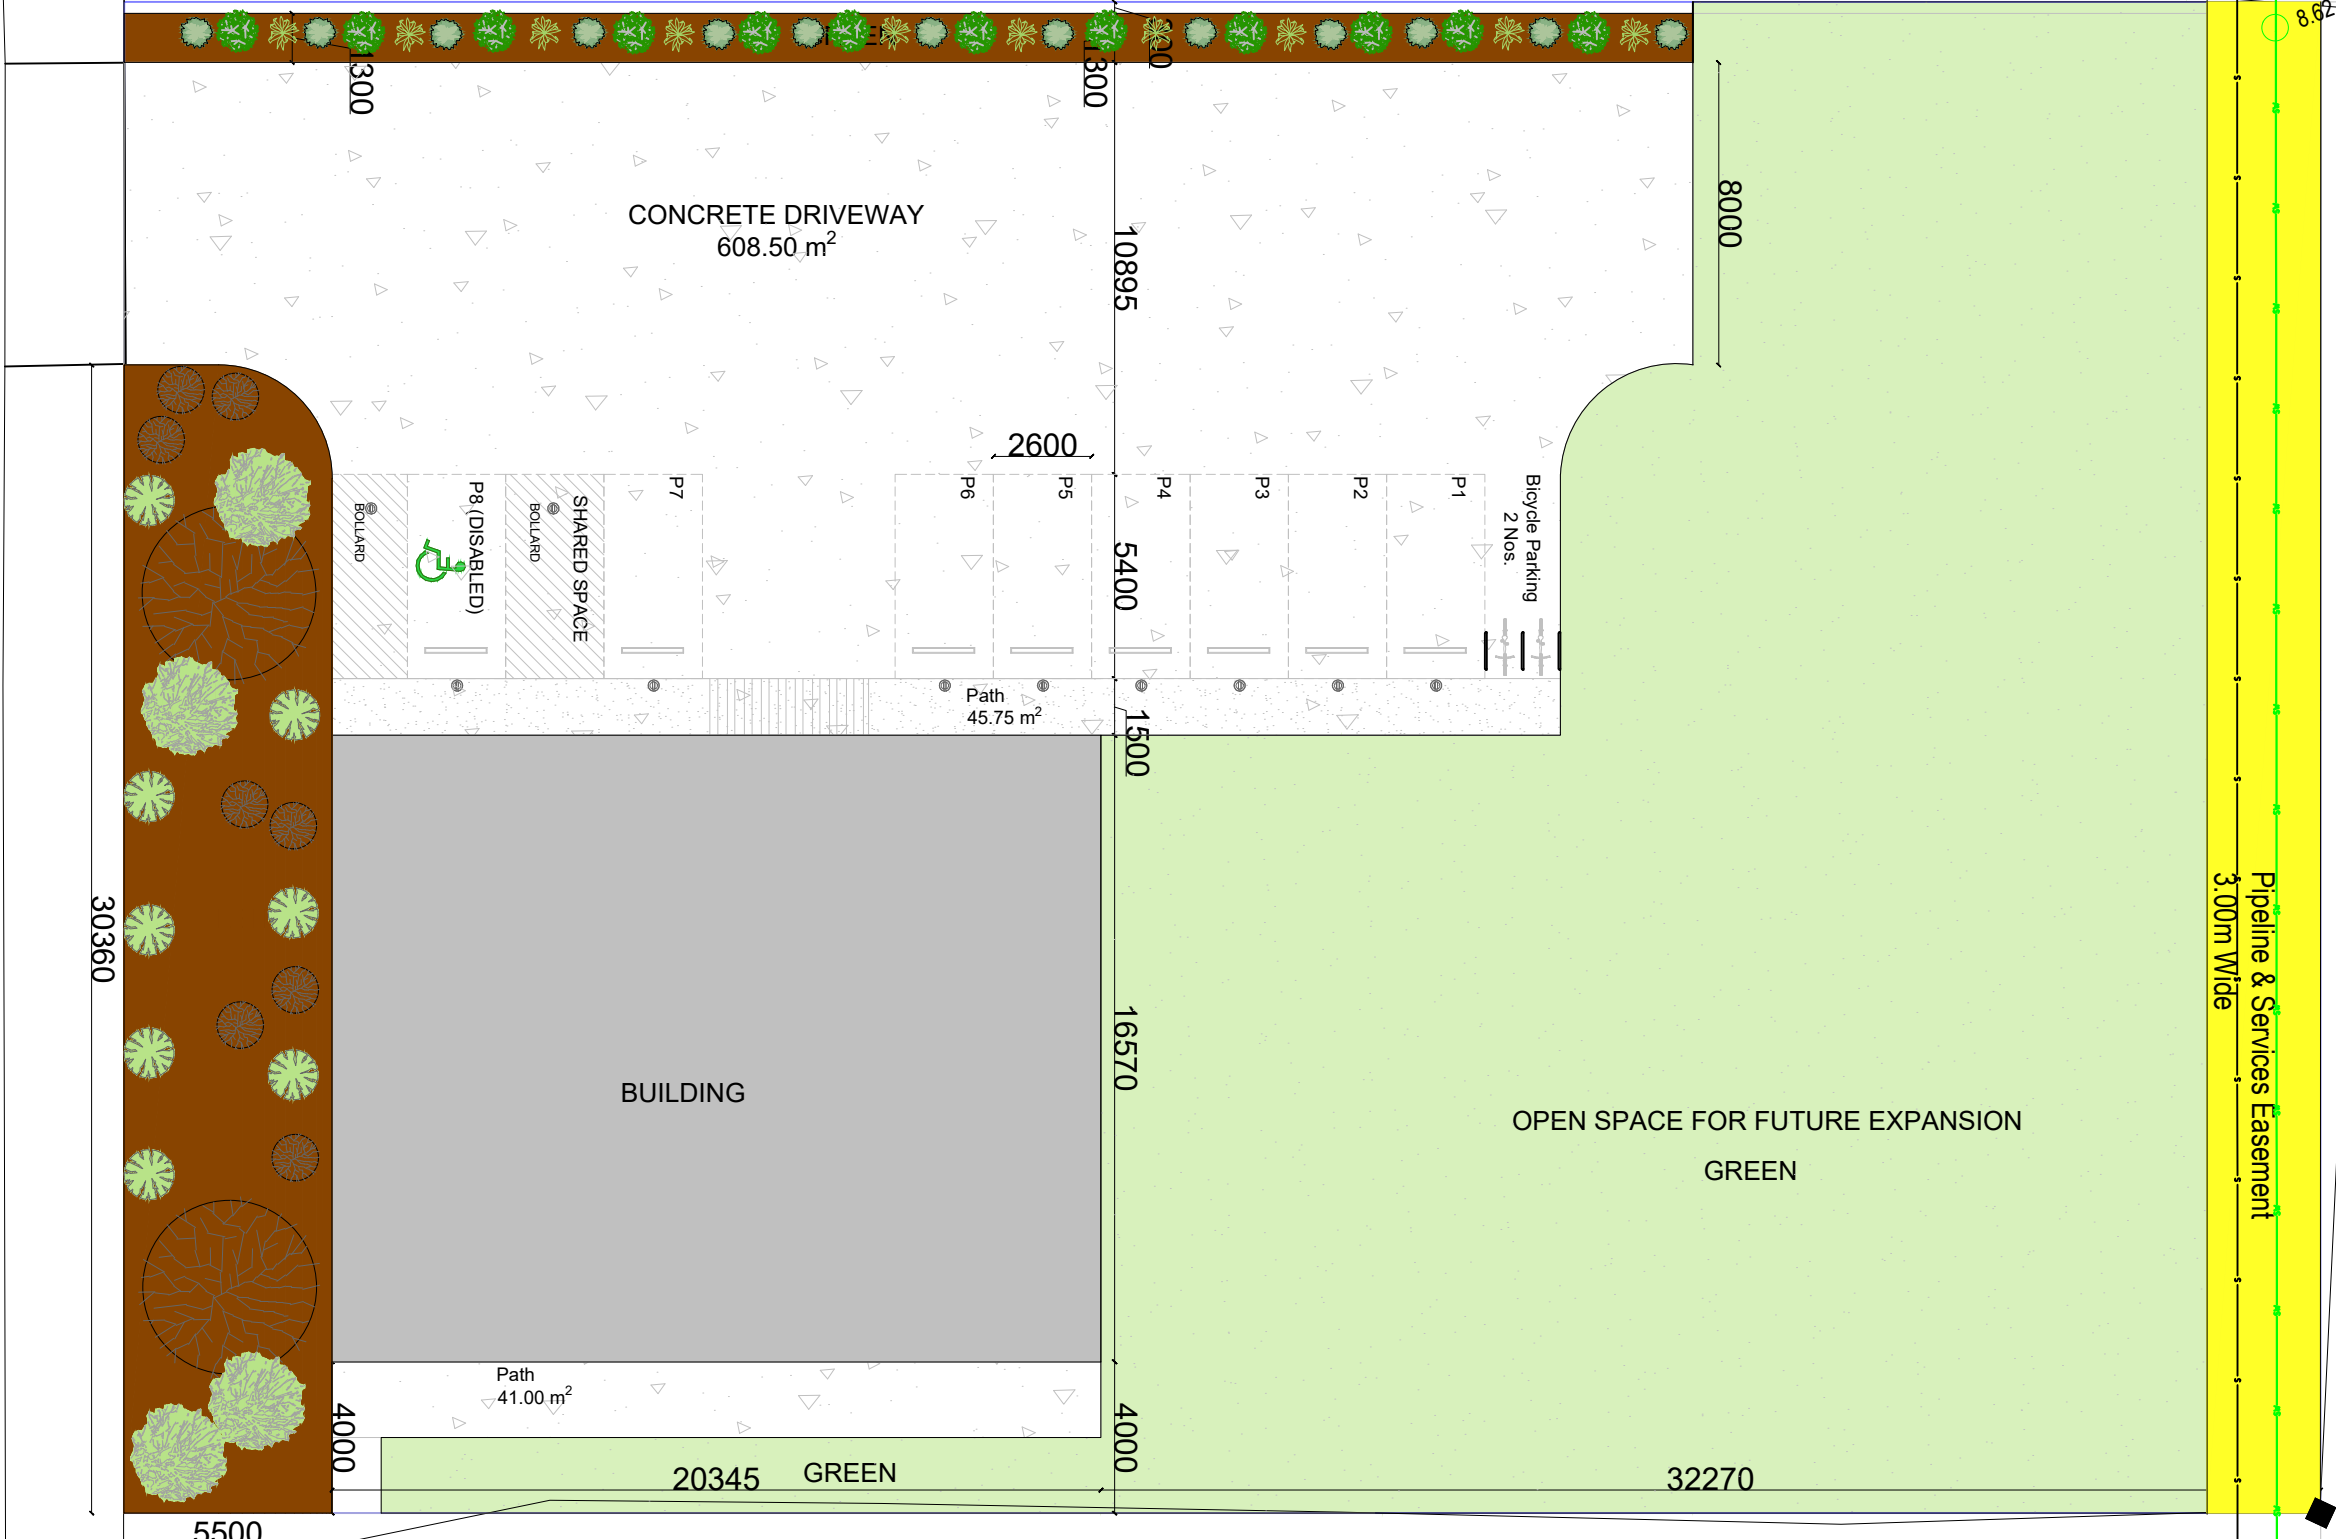 8.62
1300
1300
CONCRETE DRIVEWAY
608.50 m²
8000
10895
2600
P7
P6
P5
P4
P3
P2
P1
Bicycle Parking
2 Nos.
BOLLARD
P8 (DISABLED)
BOLLARD
SHARED SPACE
5400
Path
45.75 m²
1500
30360
Pipeline & Services Easement
3.00m Wide
16570
BUILDING
OPEN SPACE FOR FUTURE EXPANSION
GREEN
Path
41.00 m²
4000
4000
20345
GREEN
32270
5500